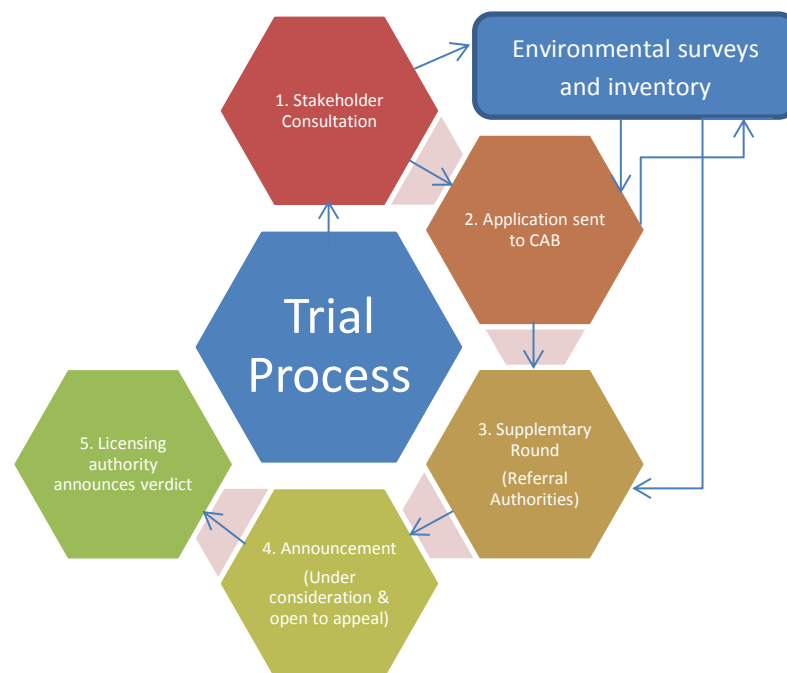 Environmental surveys
and inventory
1. Stakeholder
Consultation
2. Application sent
to CAB
Trial
Process
3. Supplemtary
Round
(Referral
Authorities)
4. Announcement
(Under
consideration &
open to appeal)
5. Licensing
authority
announces verdict